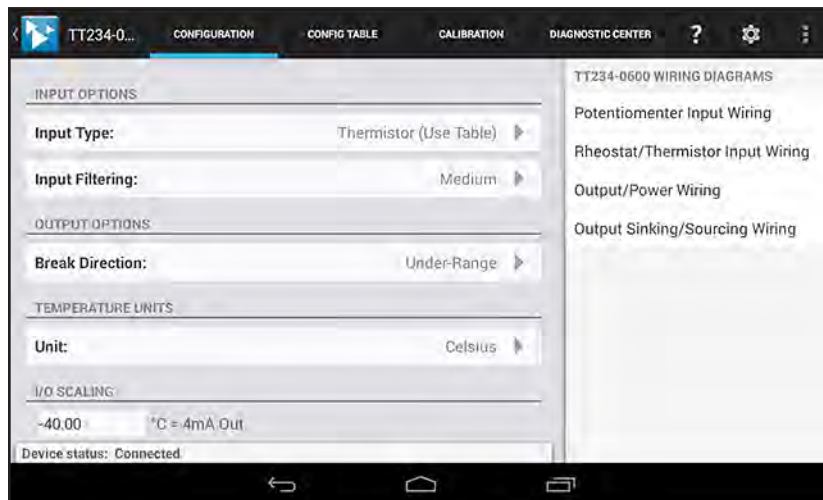 TT234-0...
CONFIGURATION
CONFIG TABLE
CALIBRATION
DIAGNOSTIC CENTER
?
INPUT OPTIONS
Input Type: Thermistor (Use Table)
Input Filtering: Medium
OUTPUT OPTIONS
Break Direction: Under-Range
TEMPERATURE UNITS
Unit: Celsius
I/O SCALING
-40.00 °C = 4mA Out
Device status: Connected
TT234-0600 WIRING DIAGRAMS
Potentiomenter Input Wiring
Rheostat/Thermistor Input Wiring
Output/Power Wiring
Output Sinking/Sourcing Wiring